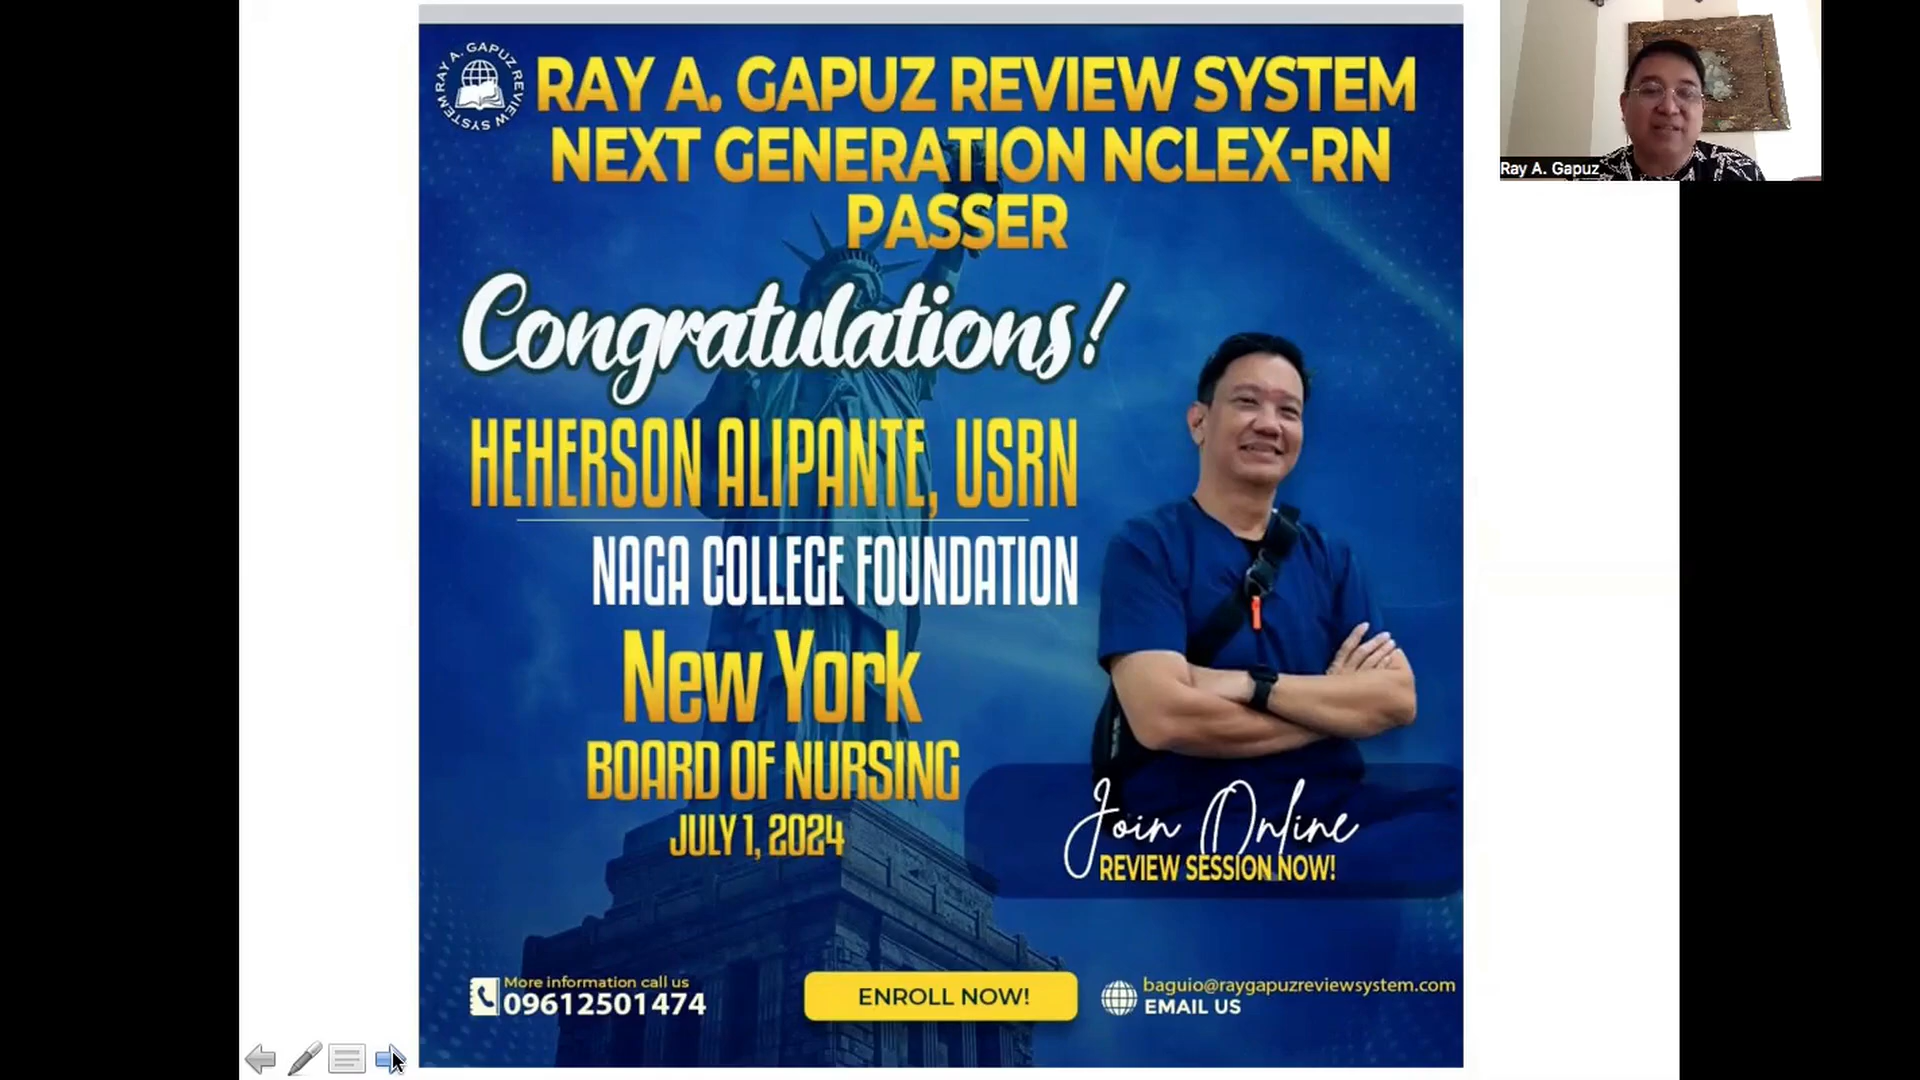 RAY A. GAPUZ REVIEW SYSTEM
RAY A. GAPUZ REVIEW SYSTEM
NEXT GENERATION NCLEX-RN
PASSER
Congratulations!
HEHERSON ALIPANTE, USRN
NAGA COLLEGE FOUNDATION
New York
BOARD OF NURSING
JULY 1, 2024
Join Online
REVIEW SESSION NOW!
More information call us
09612501474
ENROLL NOW!
baguio@raygapuzreviewsystem.com
EMAIL US
Ray A. Gapuz